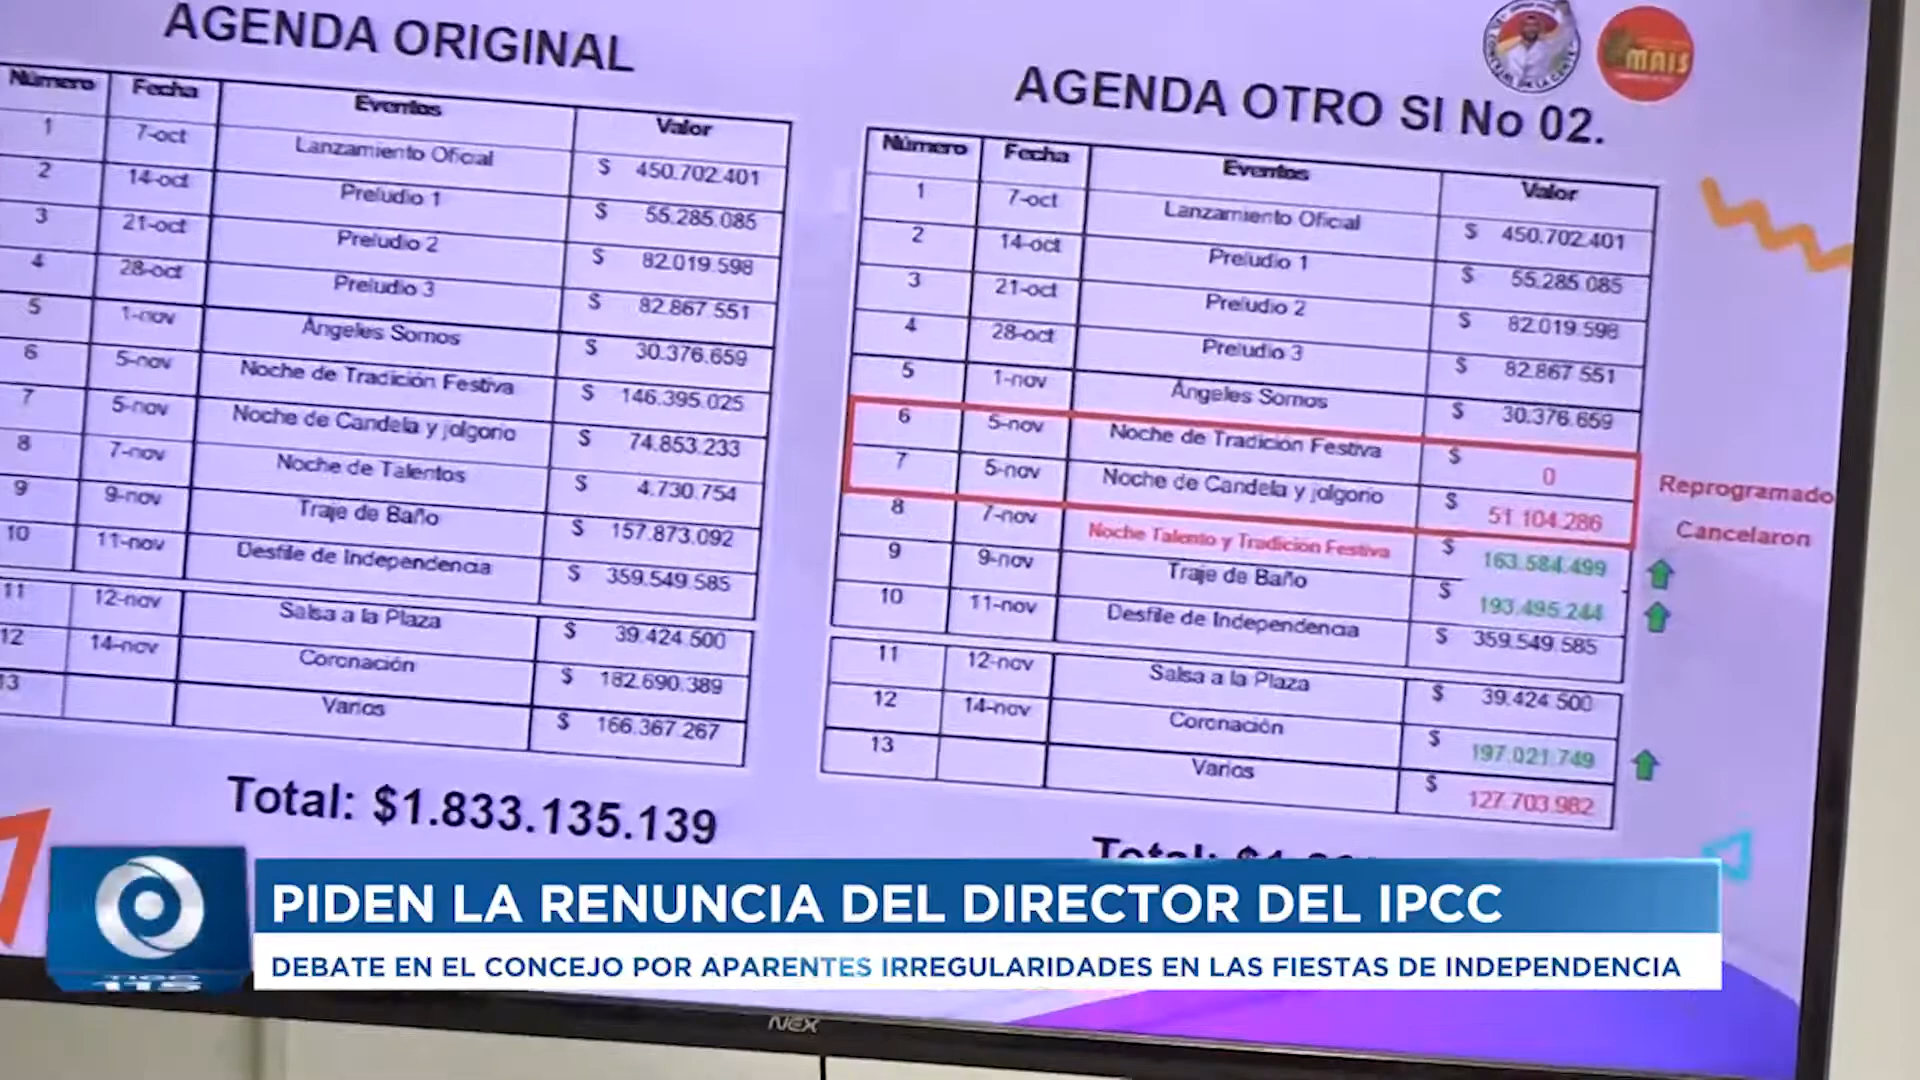 AGENDA ORIGINAL
Número Fecha Eventos Valor
1 7-oct Lanzamiento Oficial $ 450.702.401
2 14-oct Preludio 1 $ 55.285.085
3 21-oct Preludio 2 $ 82.019.598
4 28-oct Preludio 3 $ 82.867.551
5 1-nov Ángeles Somos $ 30.376.659
6 5-nov Noche de Tradición Festiva $ 146.395.025
7 5-nov Noche de Candela y jolgorio $ 74.853.233
8 7-nov Noche de Talentos $ 4.730.754
9 9-nov Traje de Baño $ 157.873.092
10 11-nov Desfile de Independencia $ 359.549.585
11 12-nov Salsa a la Plaza $ 39.424.500
12 14-nov Coronación $ 182.690.389
13 Varios $ 166.367.267
Total: $1.833.135.139
MAIS
AGENDA OTRO SI No 02.
Número Fecha Eventos Valor
1 7-oct Lanzamiento Oficial $ 450.702.401
2 14-oct Preludio 1 $ 55.285.085
3 21-oct Preludio 2 $ 82.019.598
4 28-oct Preludio 3 $ 82.867.551
5 1-nov Ángeles Somos $ 30.376.659
6 5-nov Noche de Tradición Festiva $ 0 Reprogramado
7 5-nov Noche de Candela y jolgorio $ 51.104.286 Cancelaron
8 7-nov Noche Talento y Tradición Festiva $ 163.584.499
9 9-nov Traje de Baño $ 193.495.244
10 11-nov Desfile de Independencia $ 359.549.585
11 12-nov Salsa a la Plaza $ 39.424.500
12 14-nov Coronación $ 197.021.749
13 Varios $ 127.703.982
Total: $1
PIDEN LA RENUNCIA DEL DIRECTOR DEL IPCC
DEBATE EN EL CONCEJO POR APARENTES IRREGULARIDADES EN LAS FIESTAS DE INDEPENDENCIA
NEX